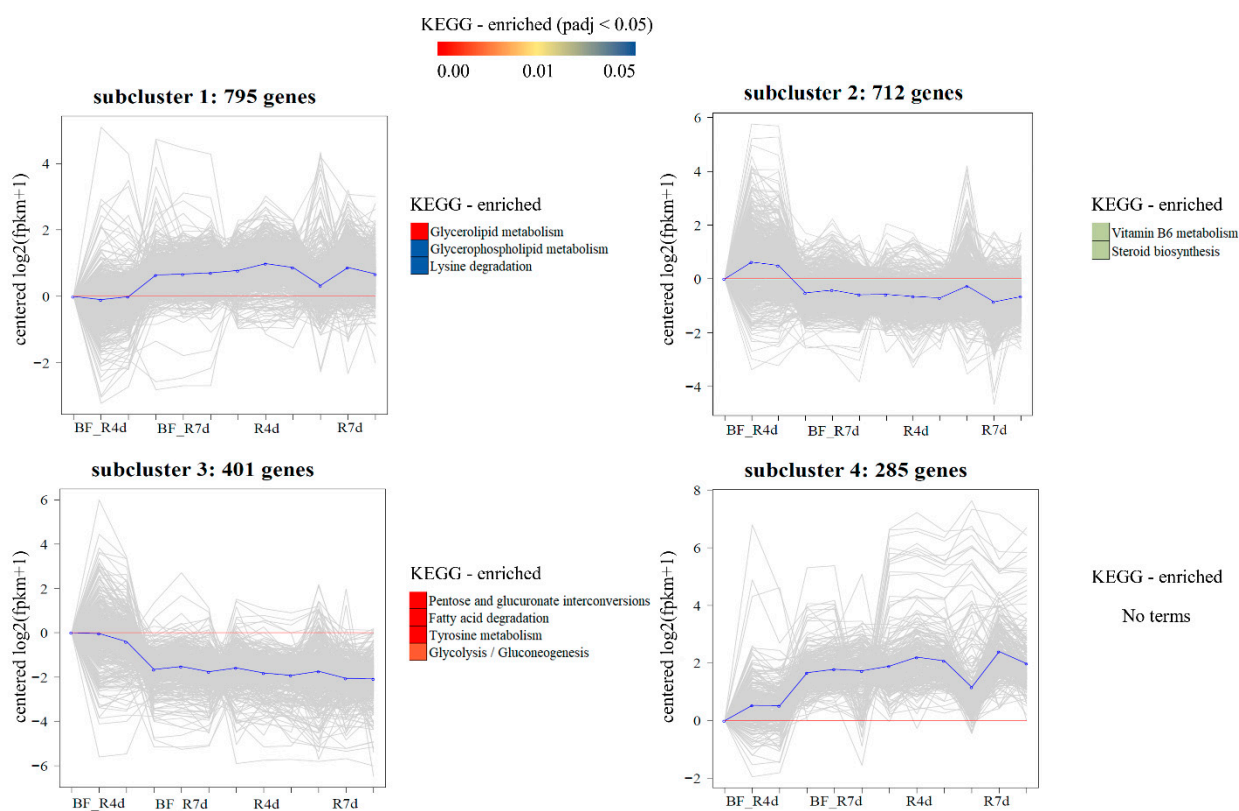 KEGG - enriched (padj < 0.05)
0.00 0.01 0.05
subcluster 1: 795 genes
centered log2(fpkm+1)
4
2
0
−2
BF_R4d BF_R7d R4d R7d
KEGG - enriched
Glycerolipid metabolism
Glycerophospholipid metabolism
Lysine degradation
subcluster 2: 712 genes
centered log2(fpkm+1)
6
4
2
0
−2
−4
BF_R4d BF_R7d R4d R7d
KEGG - enriched
Vitamin B6 metabolism
Steroid biosynthesis
subcluster 3: 401 genes
centered log2(fpkm+1)
6
4
2
0
−2
−4
−6
BF_R4d BF_R7d R4d R7d
KEGG - enriched
Pentose and glucuronate interconversions
Fatty acid degradation
Tyrosine metabolism
Glycolysis / Gluconeogenesis
subcluster 4: 285 genes
centered log2(fpkm+1)
8
6
4
2
0
−2
BF_R4d BF_R7d R4d R7d
KEGG - enriched
No terms